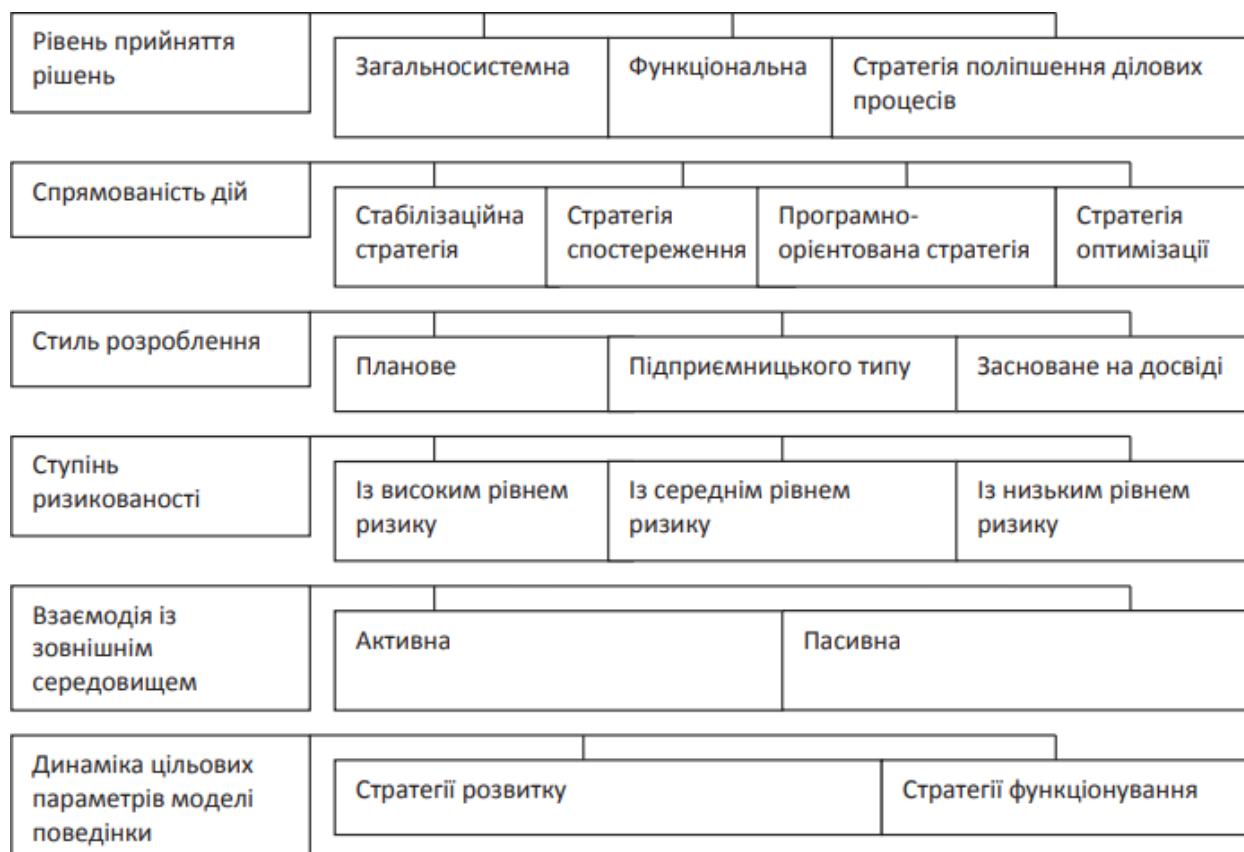 Рівень прийняття
рішень
Загальносистемна
Функціональна
Стратегія поліпшення ділових
процесів
Спрямованість дій
Стабілізаційна
стратегія
Стратегія
спостереження
Програмно-
орієнтована стратегія
Стратегія
оптимізації
Стиль розроблення
Планове
Підприємницького типу
Засноване на досвіді
Ступінь
ризикованості
Із високим рівнем
ризику
Із середнім рівнем
ризику
Із низьким рівнем
ризику
Взаємодія із
зовнішнім
середовищем
Активна
Пасивна
Динаміка цільових
параметрів моделі
поведінки
Стратегії розвитку
Стратегії функціонування